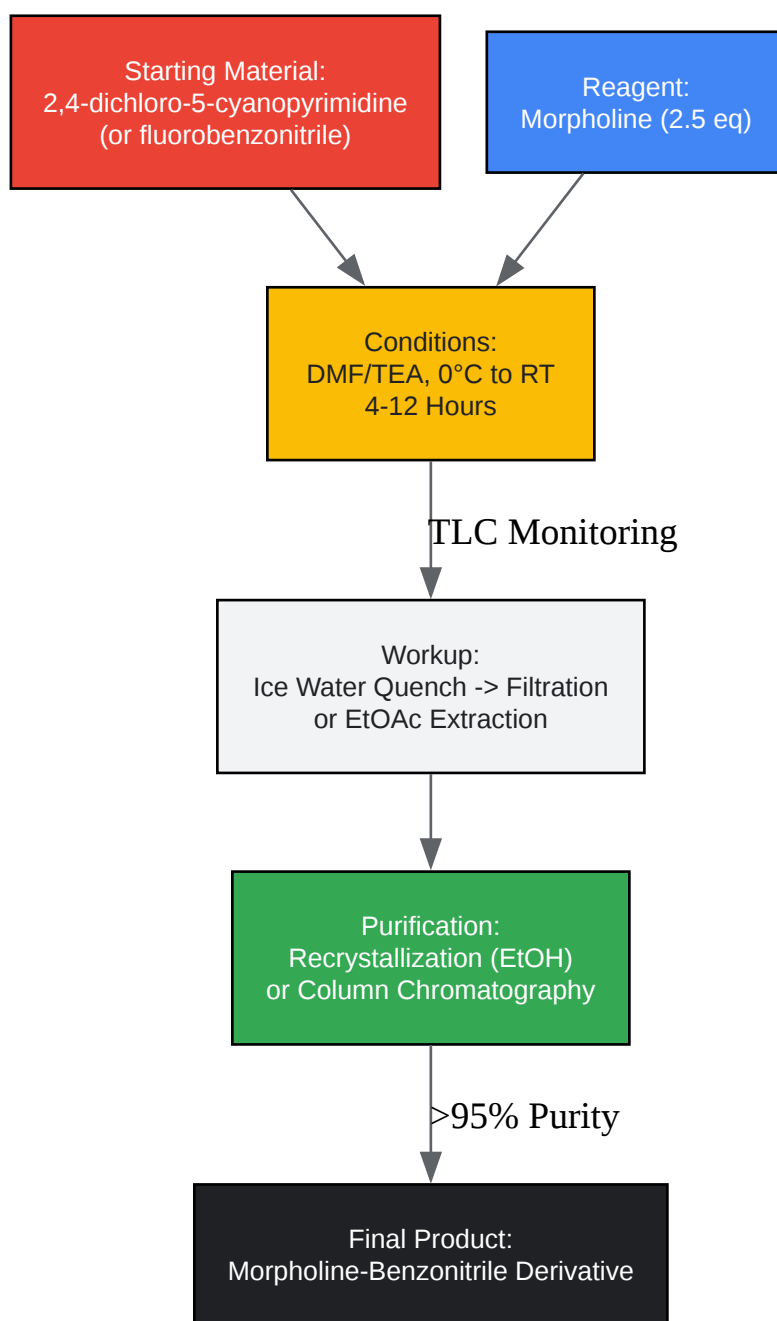 Starting Material:
2,4-dichloro-5-cyanopyrimidine
(or fluorobenzonitrile)
Reagent:
Morpholine (2.5 eq)
Conditions:
DMF/TEA, 0°C to RT
4-12 Hours
TLC Monitoring
Workup:
Ice Water Quench -> Filtration
or EtOAc Extraction
Purification:
Recrystallization (EtOH)
or Column Chromatography
>95% Purity
Final Product:
Morpholine-Benzonitrile Derivative